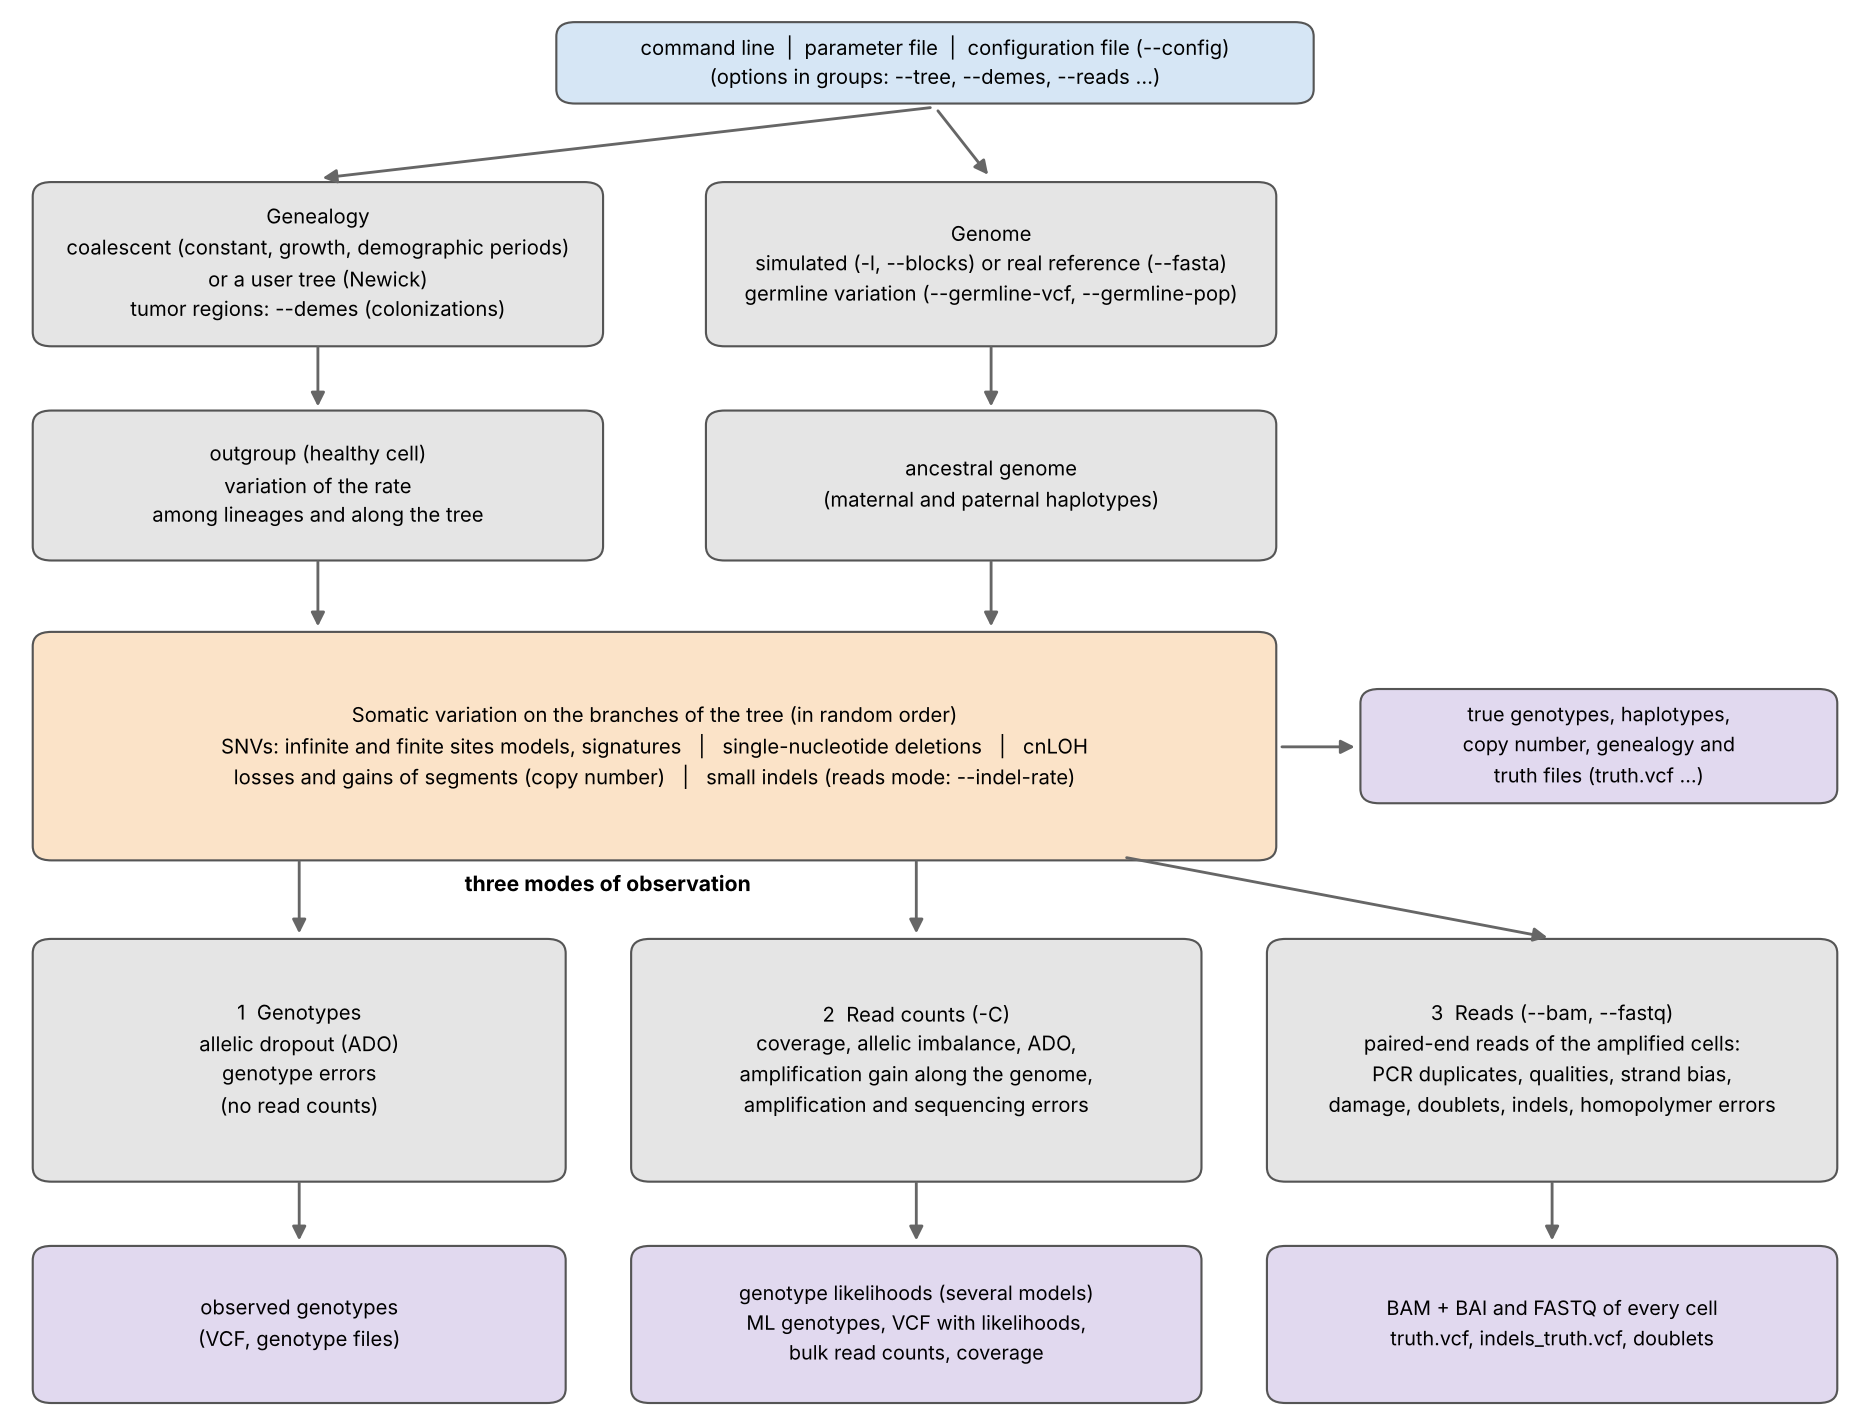 command line | parameter file | configuration file (--config)
(options in groups: --tree, --demes, --reads ...)
Genealogy
coalescent (constant, growth, demographic periods)
or a user tree (Newick)
tumor regions: --demes (colonizations)
Genome
simulated (-l, --blocks) or real reference (--fasta)
germline variation (--germline-vcf, --germline-pop)
outgroup (healthy cell)
variation of the rate
among lineages and along the tree
ancestral genome
(maternal and paternal haplotypes)
Somatic variation on the branches of the tree (in random order)
SNVs: infinite and finite sites models, signatures | single-nucleotide deletions | cnLOH
losses and gains of segments (copy number) | small indels (reads mode: --indel-rate)
true genotypes, haplotypes,
copy number, genealogy and
truth files (truth.vcf ...)
three modes of observation
1 Genotypes
allelic dropout (ADO)
genotype errors
(no read counts)
2 Read counts (-C)
coverage, allelic imbalance, ADO,
amplification gain along the genome,
amplification and sequencing errors
3 Reads (--bam, --fastq)
paired-end reads of the amplified cells:
PCR duplicates, qualities, strand bias,
damage, doublets, indels, homopolymer errors
observed genotypes
(VCF, genotype files)
genotype likelihoods (several models)
ML genotypes, VCF with likelihoods,
bulk read counts, coverage
BAM + BAI and FASTQ of every cell
truth.vcf, indels_truth.vcf, doublets